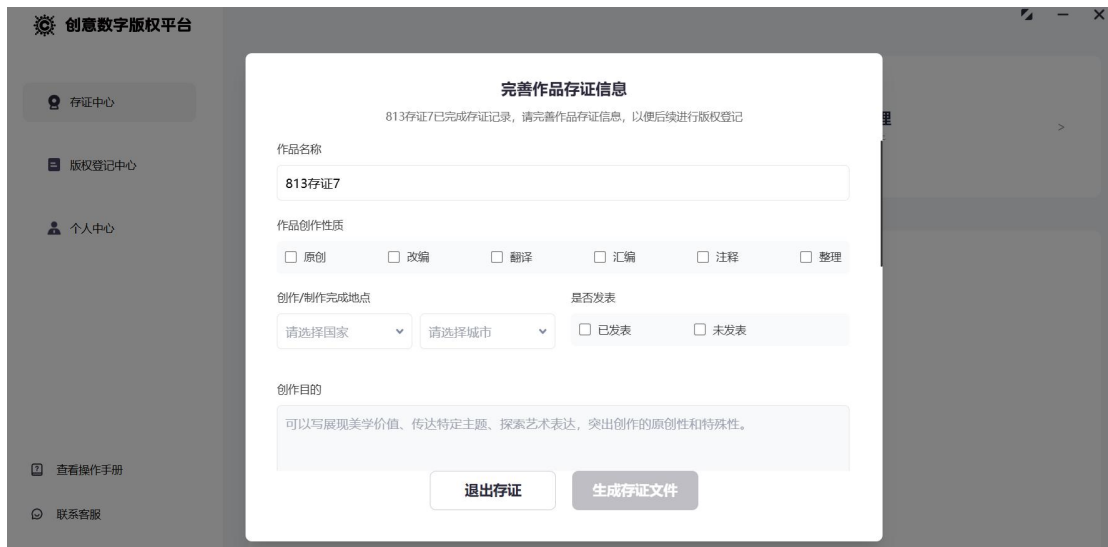 创意数字版权平台
存证中心
版权登记中心
个人中心
查看操作手册
联系客服
理
>
完善作品存证信息
813存证7已完成存证记录，请完善作品存证信息，以便后续进行版权登记
作品名称
813存证7
作品创作性质
原创 改编 翻译 汇编 注释 整理
创作/制作完成地点 是否发表
请选择国家 请选择城市 已发表 未发表
创作目的
可以写展现美学价值、传达特定主题、探索艺术表达，突出创作的原创性和特殊性。
退出存证 生成存证文件